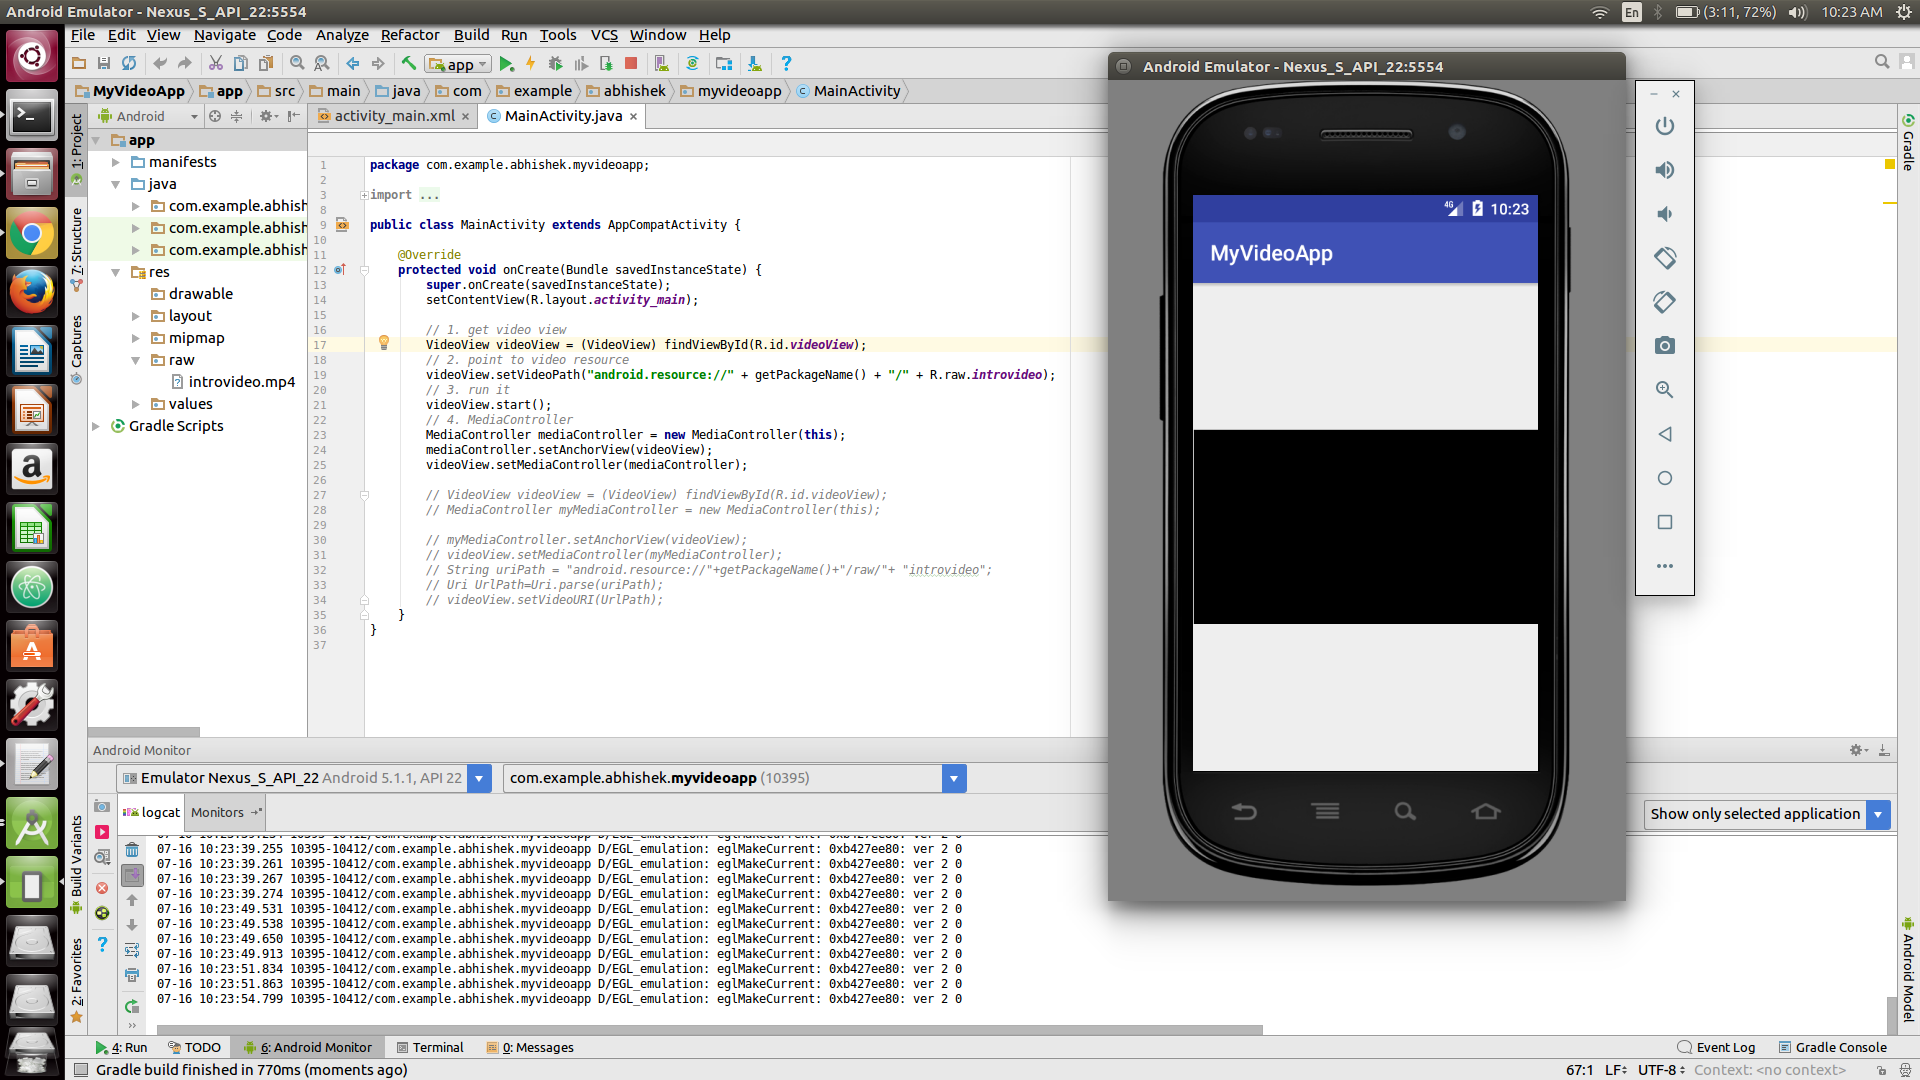 Android Emulator - Nexus_S_API_22:5554
En
(3:11, 72%)
10:23 AM
File Edit View Navigate Code Analyze Refactor Build Run Tools VCS Window Help
app
MyVideoApp app src main java com example abhishek myvideoapp MainActivity
Android
activity_main.xml
MainActivity.java
1: Project
7: Structure
Captures
Build Variants
2: Favorites
app
manifests
java
com.example.abhish
com.example.abhish
com.example.abhish
res
drawable
layout
mipmap
raw
introvideo.mp4
values
Gradle Scripts
1 package com.example.abhishek.myvideoapp;
2
3 import ...
8
9 public class MainActivity extends AppCompatActivity {
10
11 @Override
12 protected void onCreate(Bundle savedInstanceState) {
13 super.onCreate(savedInstanceState);
14 setContentView(R.layout.activity_main);
15
16 // 1. get video view
17 VideoView videoView = (VideoView) findViewById(R.id.videoView);
18 // 2. point to video resource
19 videoView.setVideoPath("android.resource://" + getPackageName() + "/" + R.raw.introvideo);
20 // 3. run it
21 videoView.start();
22 // 4. MediaController
23 MediaController mediaController = new MediaController(this);
24 mediaController.setAnchorView(videoView);
25 videoView.setMediaController(mediaController);
26
27 // VideoView videoView = (VideoView) findViewById(R.id.videoView);
28 // MediaController myMediaController = new MediaController(this);
29
30 // myMediaController.setAnchorView(videoView);
31 // videoView.setMediaController(myMediaController);
32 // String uriPath = "android.resource://"+getPackageName()+"/raw/"+ "introvideo";
33 // Uri UrlPath=Uri.parse(uriPath);
34 // videoView.setVideoURI(UrlPath);
35 }
36 }
37
Android Emulator - Nexus_S_API_22:5554
4G 10:23
MyVideoApp
Gradle
Android Model
Android Monitor
Emulator Nexus_S_API_22 Android 5.1.1, API 22
com.example.abhishek.myvideoapp (10395)
logcat
Monitors
Show only selected application
07-16 10:23:39.255 10395-10412/com.example.abhishek.myvideoapp D/EGL_emulation: eglMakeCurrent: 0xb427ee80: ver 2 0
07-16 10:23:39.261 10395-10412/com.example.abhishek.myvideoapp D/EGL_emulation: eglMakeCurrent: 0xb427ee80: ver 2 0
07-16 10:23:39.267 10395-10412/com.example.abhishek.myvideoapp D/EGL_emulation: eglMakeCurrent: 0xb427ee80: ver 2 0
07-16 10:23:39.274 10395-10412/com.example.abhishek.myvideoapp D/EGL_emulation: eglMakeCurrent: 0xb427ee80: ver 2 0
07-16 10:23:49.531 10395-10412/com.example.abhishek.myvideoapp D/EGL_emulation: eglMakeCurrent: 0xb427ee80: ver 2 0
07-16 10:23:49.538 10395-10412/com.example.abhishek.myvideoapp D/EGL_emulation: eglMakeCurrent: 0xb427ee80: ver 2 0
07-16 10:23:49.650 10395-10412/com.example.abhishek.myvideoapp D/EGL_emulation: eglMakeCurrent: 0xb427ee80: ver 2 0
07-16 10:23:49.913 10395-10412/com.example.abhishek.myvideoapp D/EGL_emulation: eglMakeCurrent: 0xb427ee80: ver 2 0
07-16 10:23:51.834 10395-10412/com.example.abhishek.myvideoapp D/EGL_emulation: eglMakeCurrent: 0xb427ee80: ver 2 0
07-16 10:23:51.863 10395-10412/com.example.abhishek.myvideoapp D/EGL_emulation: eglMakeCurrent: 0xb427ee80: ver 2 0
07-16 10:23:54.799 10395-10412/com.example.abhishek.myvideoapp D/EGL_emulation: eglMakeCurrent: 0xb427ee80: ver 2 0
4: Run
TODO
6: Android Monitor
Terminal
0: Messages
Event Log
Gradle Console
Gradle build finished in 770ms (moments ago)
67:1 LF UTF-8 Context: <no context>